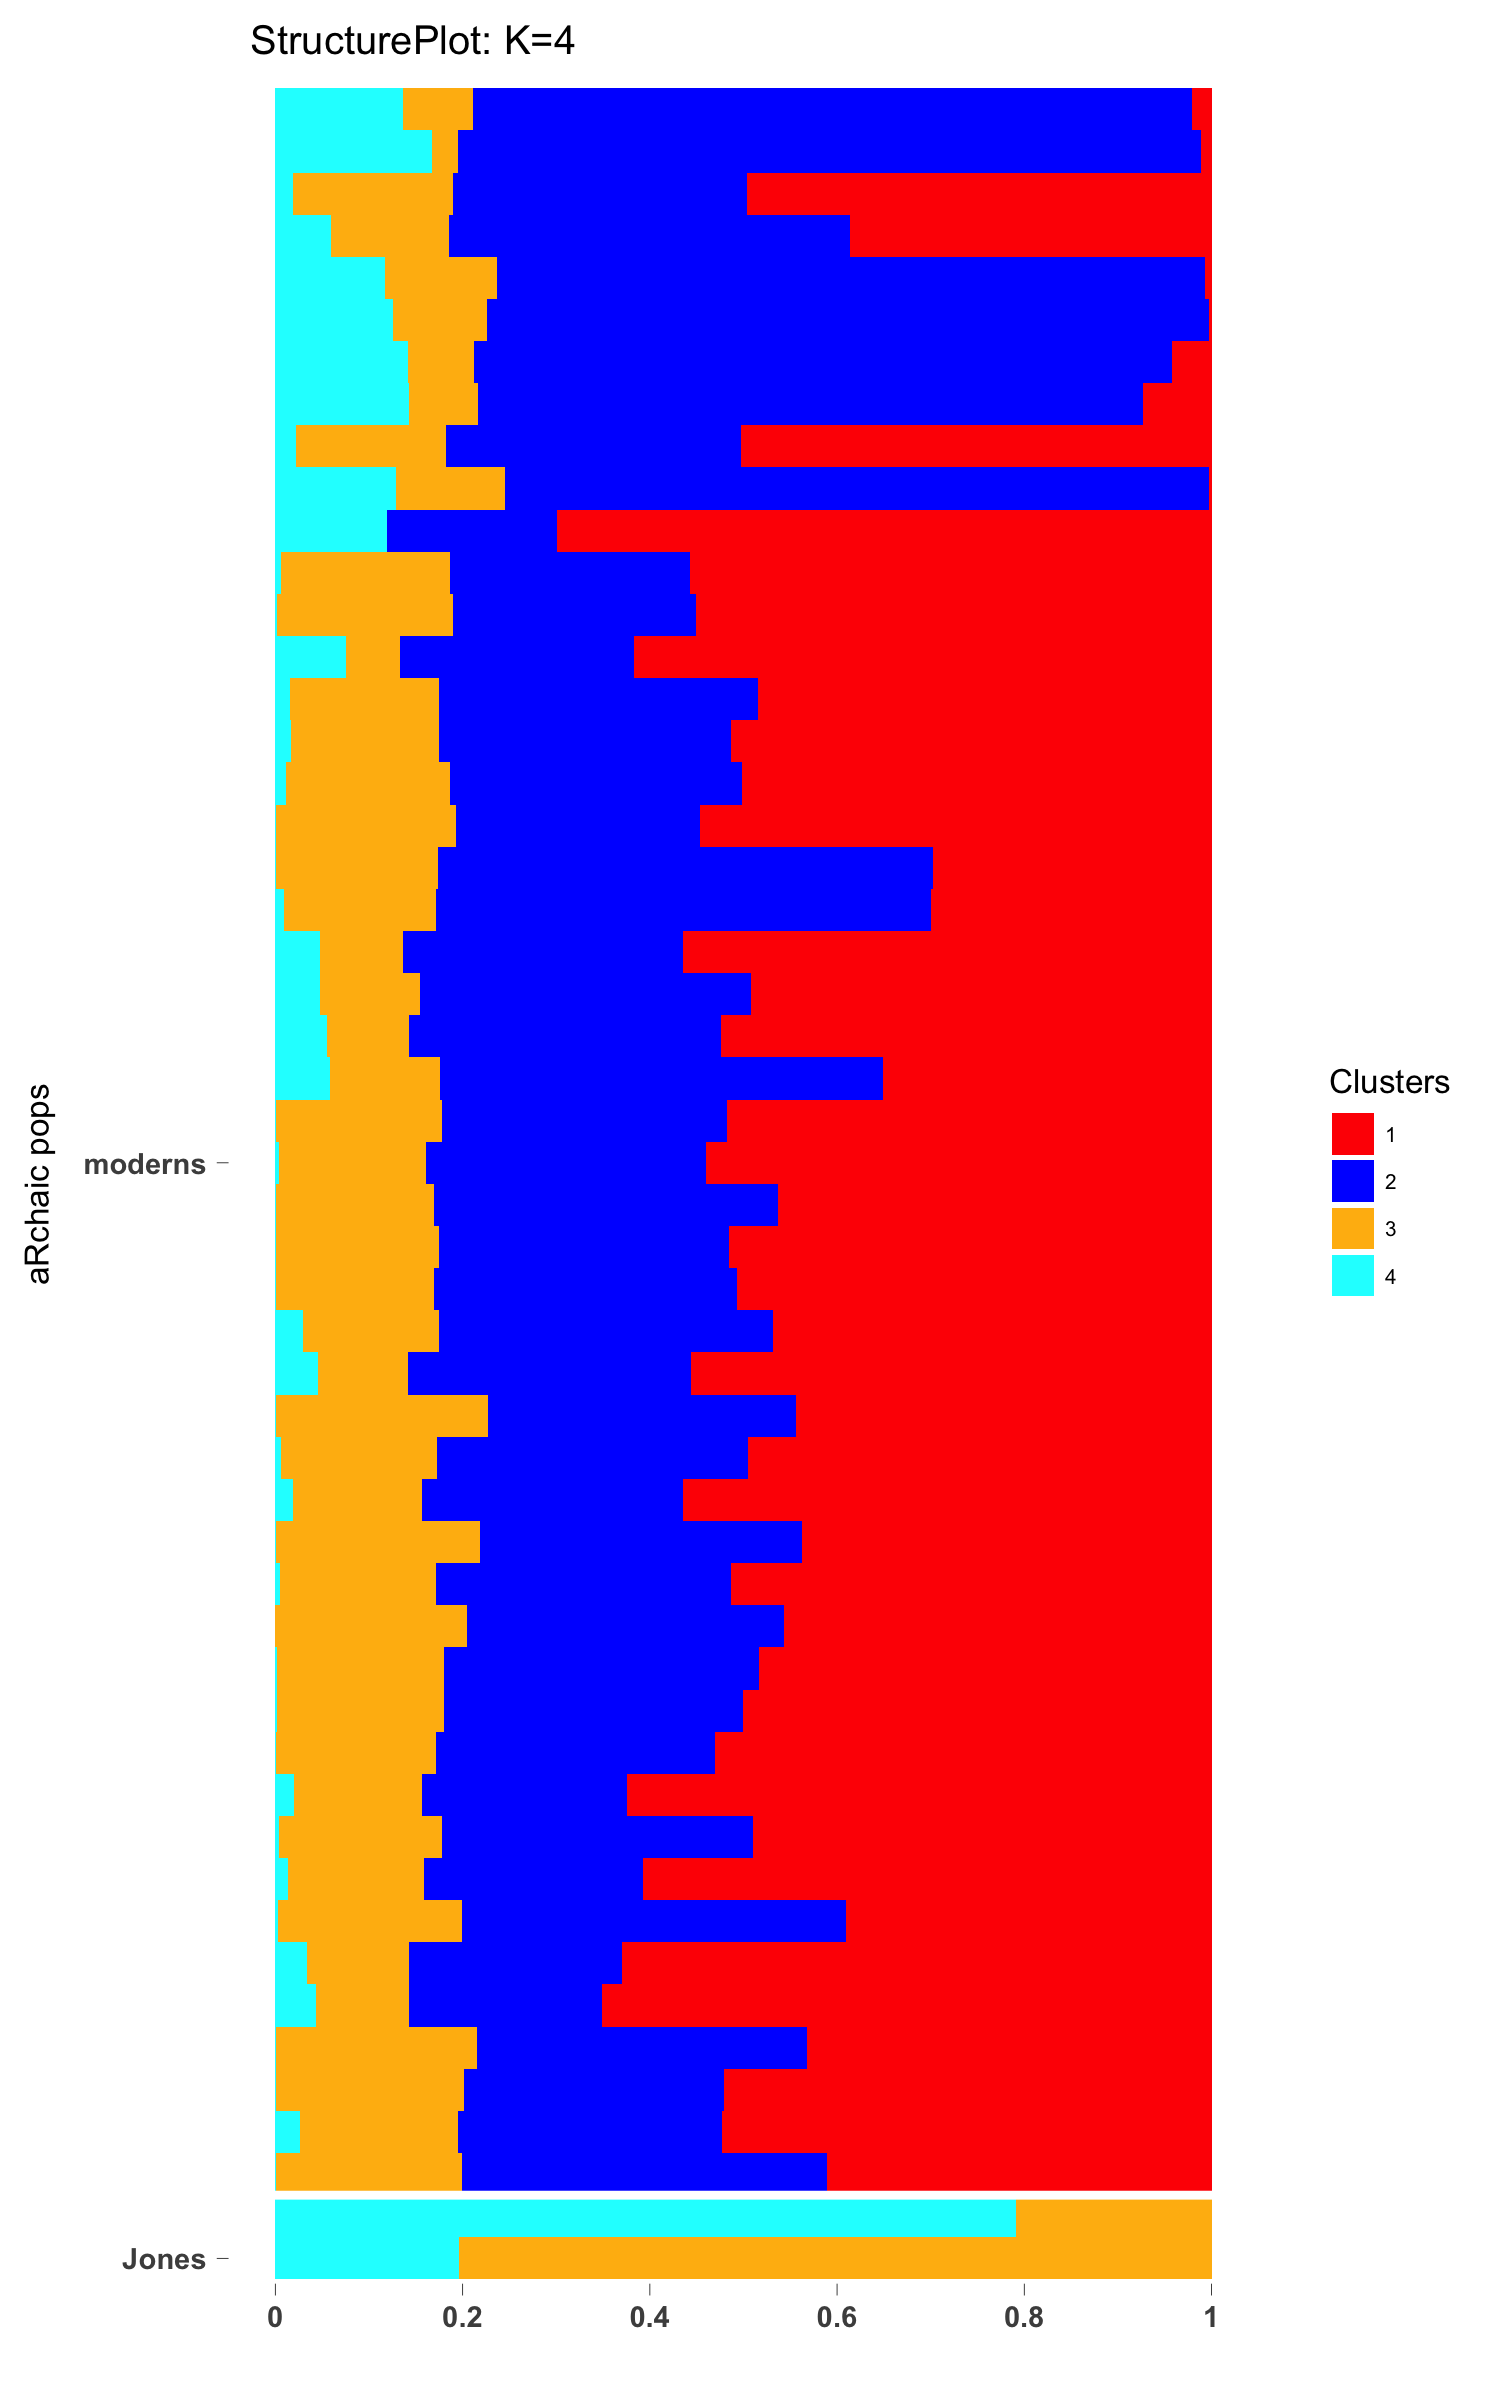 StructurePlot: K=4
aRchaic pops
moderns
Jones
0 0.2 0.4 0.6 0.8 1
Clusters
1
2
3
4